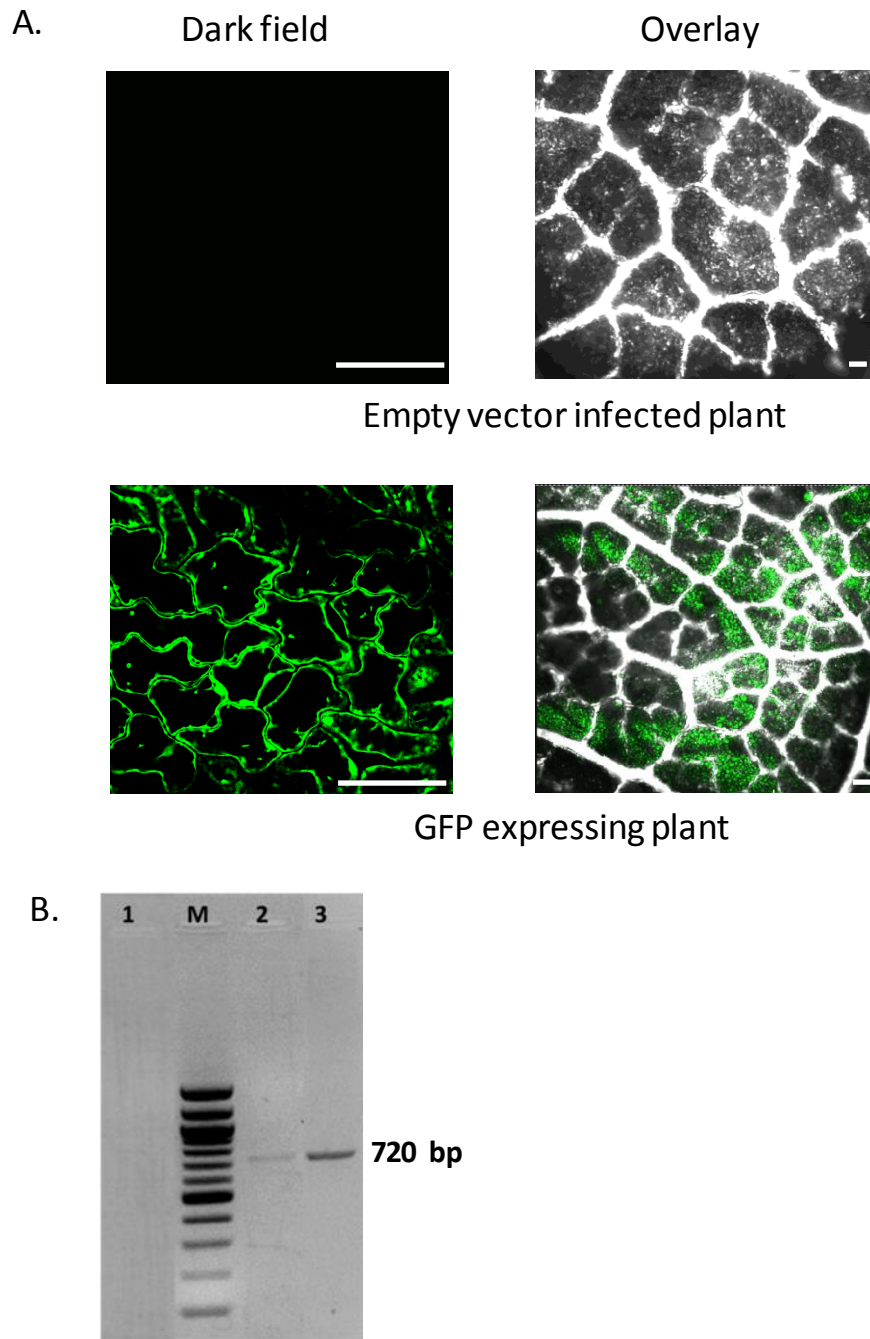 A.
Dark field Overlay
Empty vector infected plant
GFP expressing plant
B.
1 M 2 3
720 bp